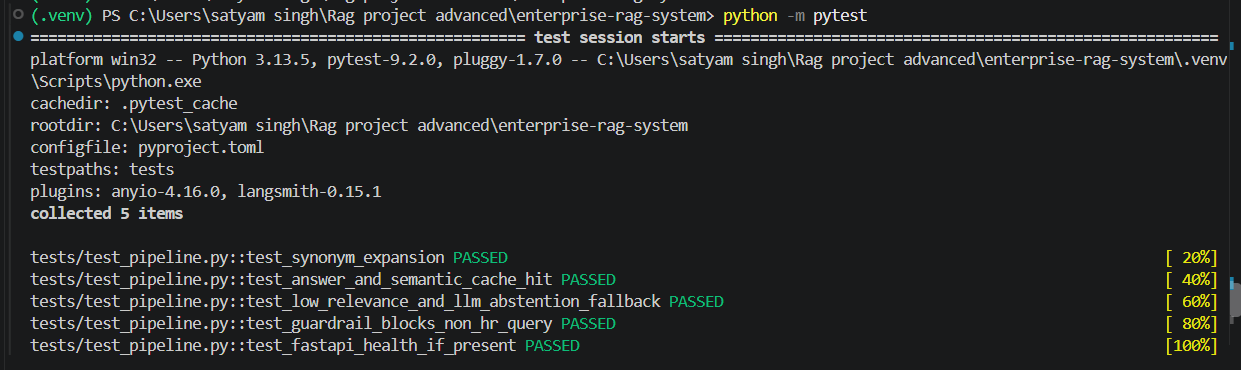 (.venv) PS C:\Users\satyam singh\Rag project advanced\enterprise-rag-system> python -m pytest
======================================================= test session starts ========================================================
platform win32 -- Python 3.13.5, pytest-9.2.0, pluggy-1.7.0 -- C:\Users\satyam singh\Rag project advanced\enterprise-rag-system\.venv
\Scripts\python.exe
cachedir: .pytest_cache
rootdir: C:\Users\satyam singh\Rag project advanced\enterprise-rag-system
configfile: pyproject.toml
testpaths: tests
plugins: anyio-4.16.0, langsmith-0.15.1
collected 5 items
tests/test_pipeline.py::test_synonym_expansion PASSED [ 20%]
tests/test_pipeline.py::test_answer_and_semantic_cache_hit PASSED [ 40%]
tests/test_pipeline.py::test_low_relevance_and_llm_abstention_fallback PASSED [ 60%]
tests/test_pipeline.py::test_guardrail_blocks_non_hr_query PASSED [ 80%]
tests/test_pipeline.py::test_fastapi_health_if_present PASSED [100%]